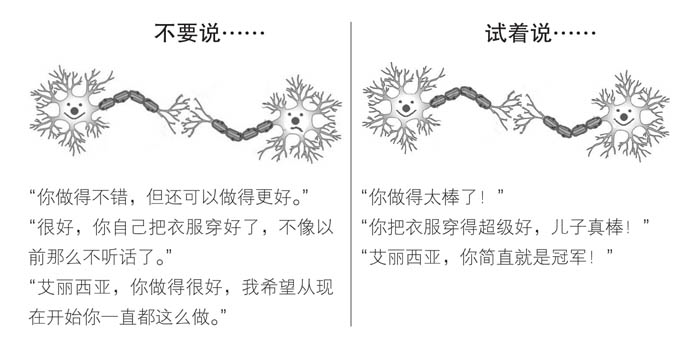 不要说……
“你做得不错，但还可以做得更好。”
“很好，你自己把衣服穿好了，不像以
前那么不听话了。”
“艾丽西亚，你做得很好，我希望从现
在开始你一直都这么做。”
试着说……
“你做得太棒了！”
“你把衣服穿得超级好，儿子真棒！”
“艾丽西亚，你简直就是冠军！”